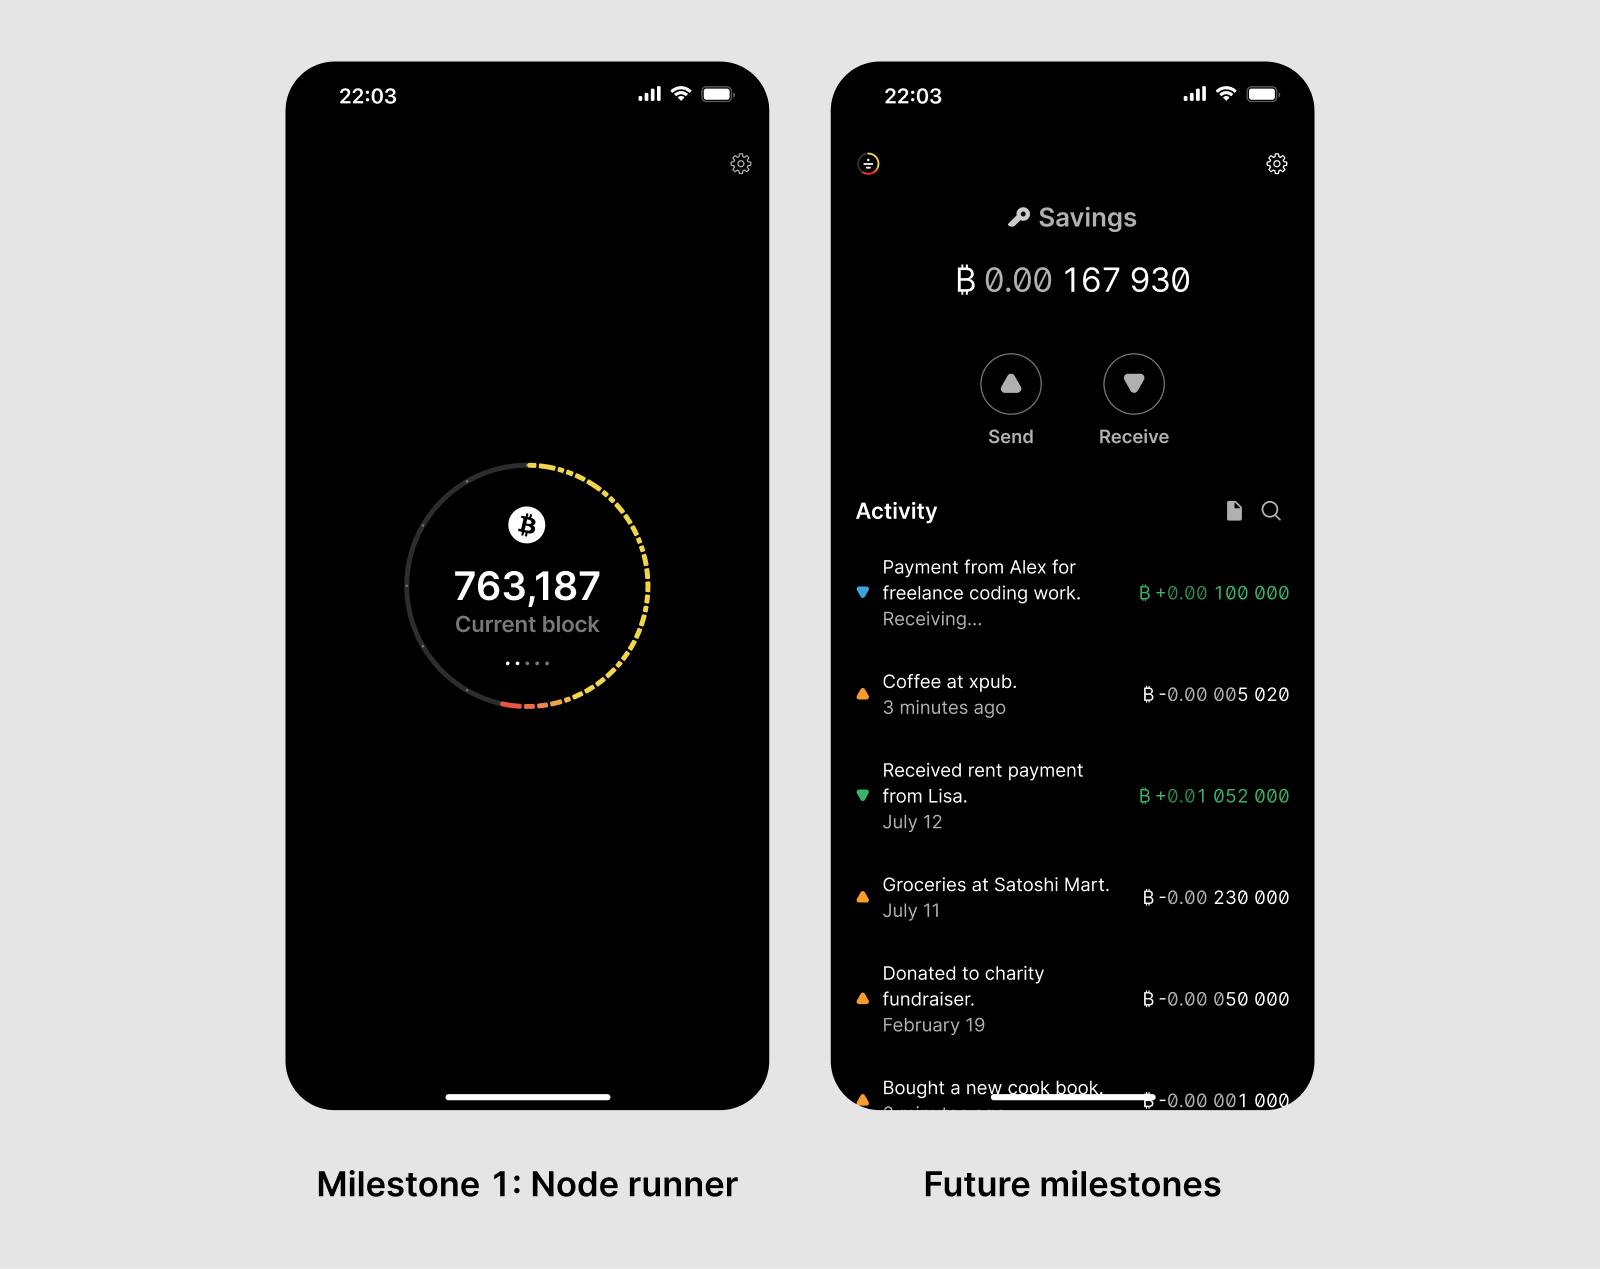 22:03
763,187
Current block
Milestone 1: Node runner
22:03
Savings
₿ 0.00 167 930
Send
Receive
Activity
Payment from Alex for
freelance coding work.
Receiving...
₿ +0.00 100 000
Coffee at xpub.
3 minutes ago
₿ -0.00 005 020
Received rent payment
from Lisa.
July 12
₿ +0.01 052 000
Groceries at Satoshi Mart.
July 11
₿ -0.00 230 000
Donated to charity
fundraiser.
February 19
₿ -0.00 050 000
Bought a new cook book.
₿ -0.00 001 000
Future milestones